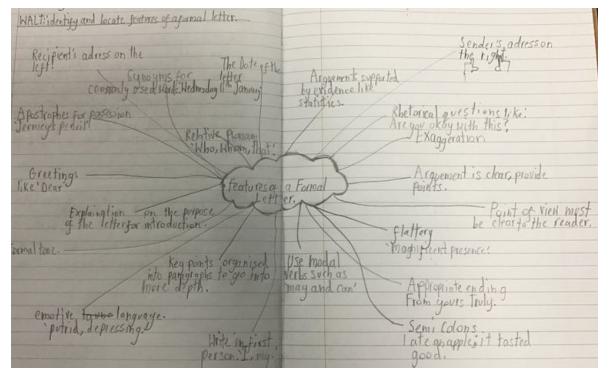 WALT: identify and locate features of a formal letter.
Recipient's adress on the
left!
Synonyms for
commonly used words
The Date of the
letter
Wednesday 11th January
Apostraphes for possesion
pencil!
Relative Pronoun
'Who, Whom, that.'
Greetings
like 'Dear'
Explaination on the purpose
of the letter for introduction.
formal tone.
Key points organised
into paragraphs to go into
more depth.
emotive language.
'putrid, depressing.'
Write in first
person: I, my.
Features of a Formal
Letter.
Arguements supported
by evidence like
statistics.
Sender's adress on
the right.
Rhetorical questions like:
Are you okay with this?
Exaggeration
Arguement is clear, provide
points.
Point of view must
be clear to the reader.
flattery
'magnificent presence'
Use modal
verbs such as
'may and can'
Appropriate ending
From yours Truly.
Semi Colons
I ate an apple; it tasted
good.